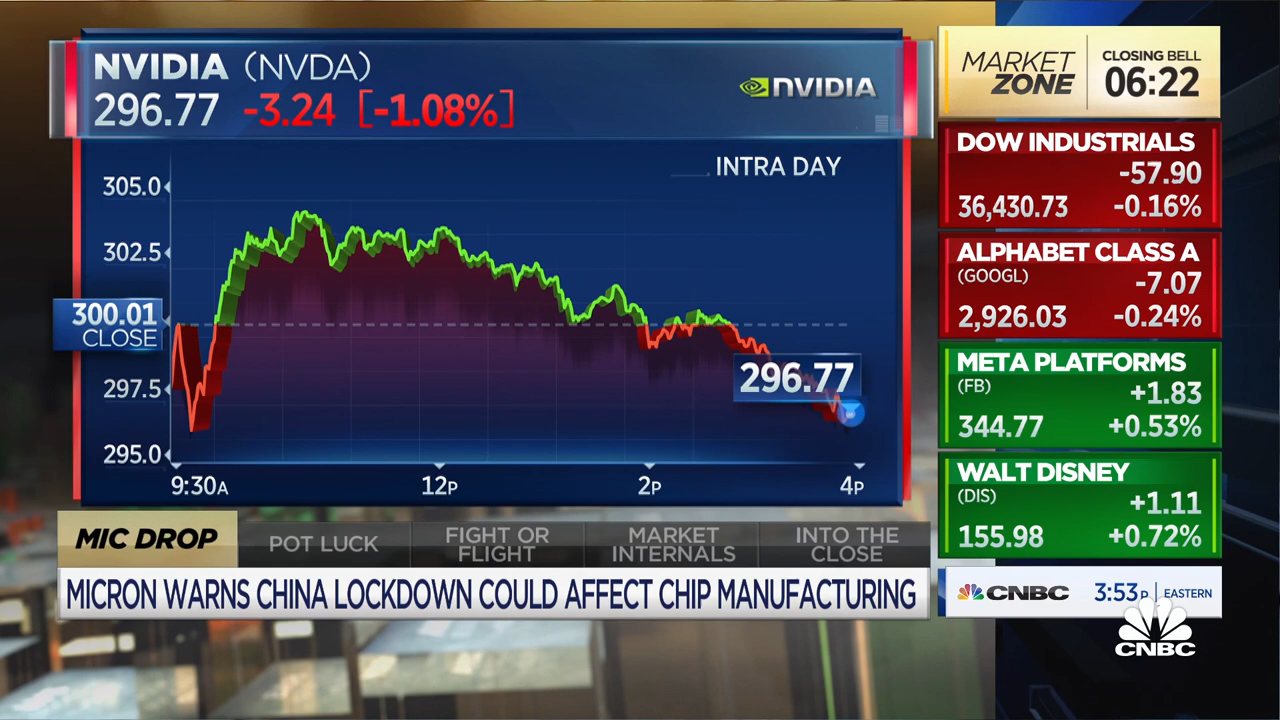 NVIDIA (NVDA)
296.77 -3.24 [-1.08%]
NVIDIA
INTRA DAY
305.0
302.5
300.01
CLOSE
297.5
295.0
296.77
9:30A
12P
2P
4P
MIC DROP
POT LUCK
FIGHT OR
FLIGHT
MARKET
INTERNALS
INTO THE
CLOSE
MICRON WARNS CHINA LOCKDOWN COULD AFFECT CHIP MANUFACTURING
MARKET
ZONE
CLOSING BELL
06:22
DOW INDUSTRIALS
-57.90
36,430.73 -0.16%
ALPHABET CLASS A
(GOOGL)
-7.07
2,926.03 -0.24%
META PLATFORMS
(FB)
+1.83
344.77 +0.53%
WALT DISNEY
(DIS)
+1.11
155.98 +0.72%
CNBC 3:53P EASTERN
CNBC